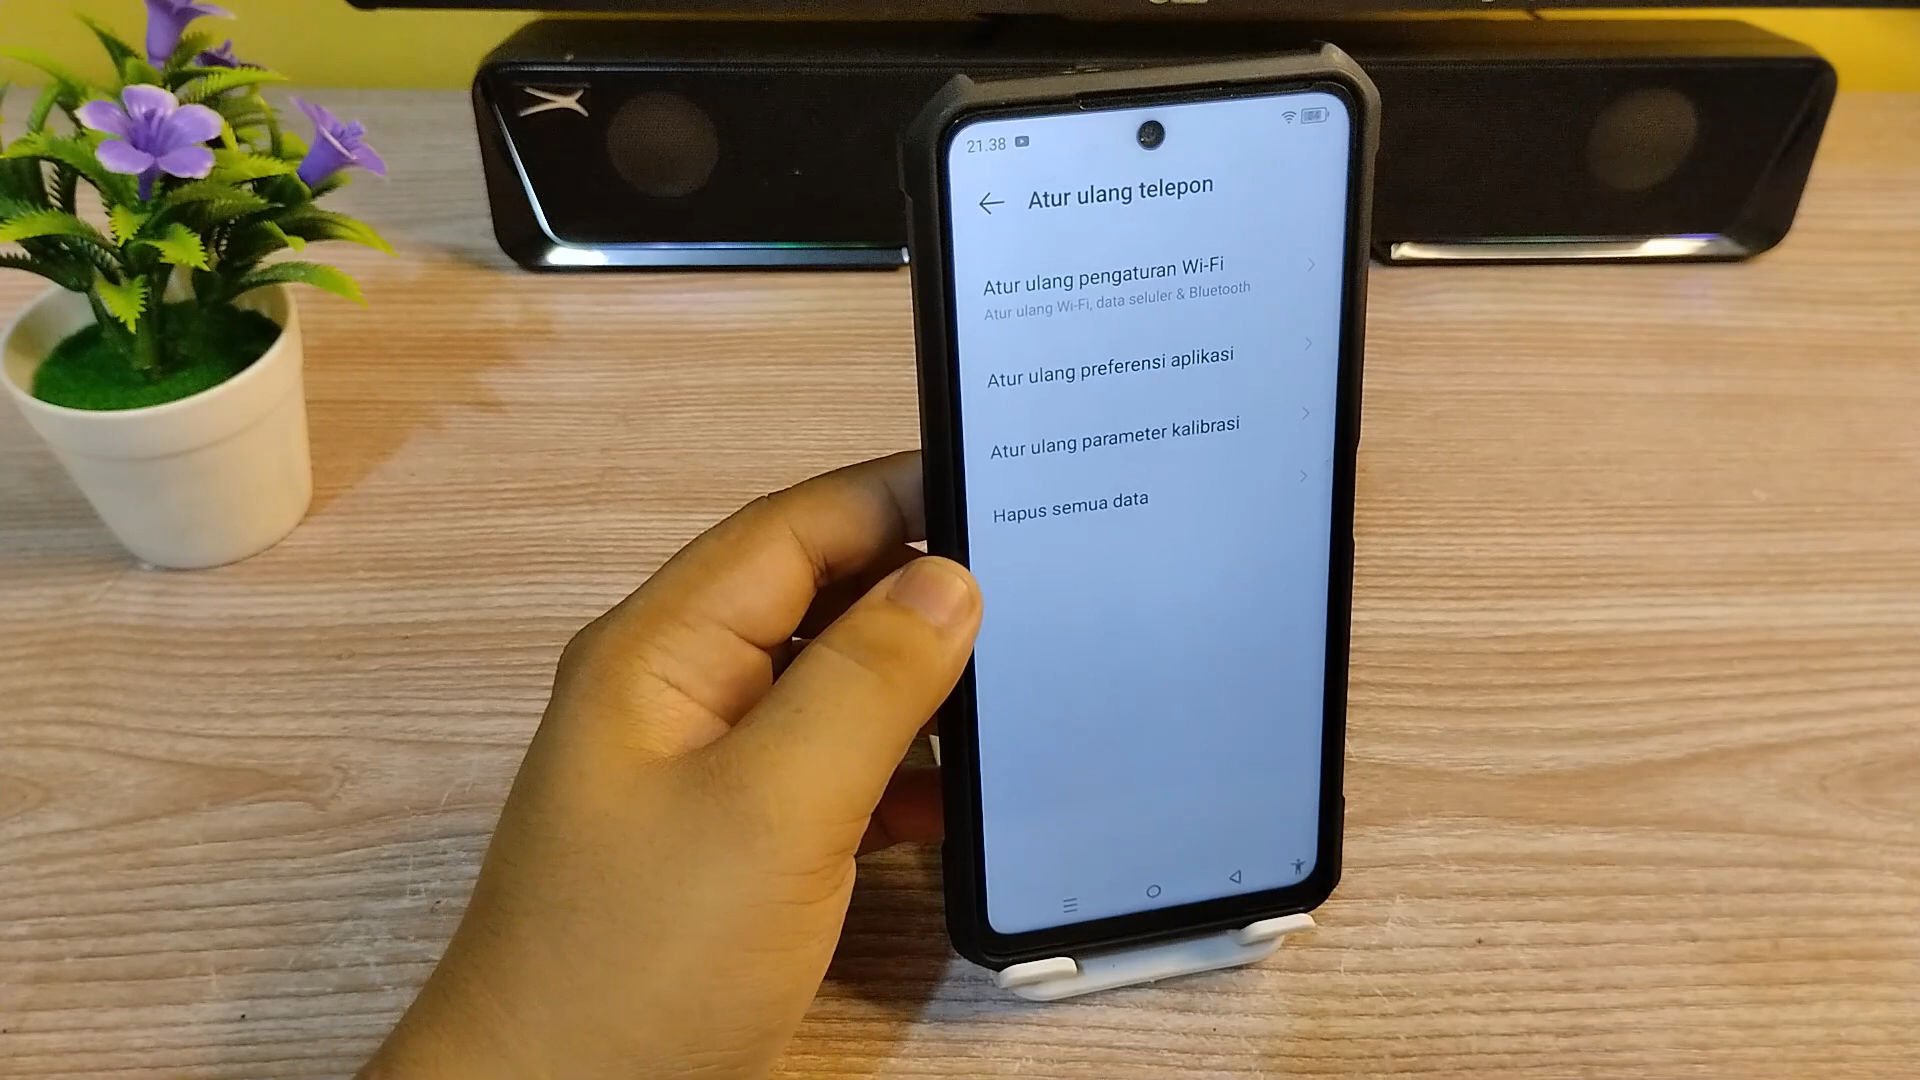 21.38
Atur ulang telepon
Atur ulang pengaturan Wi-Fi
Atur ulang Wi-Fi, data seluler & Bluetooth
Atur ulang preferensi aplikasi
Atur ulang parameter kalibrasi
Hapus semua data